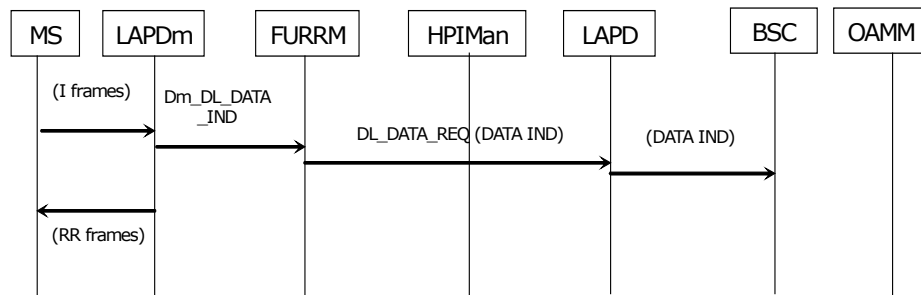 MS LAPDm FURRM HPIMan LAPD BSC OAMM
(I frames)
Dm_DL_DATA
_IND
DL_DATA_REQ (DATA IND)
(DATA IND)
(RR frames)